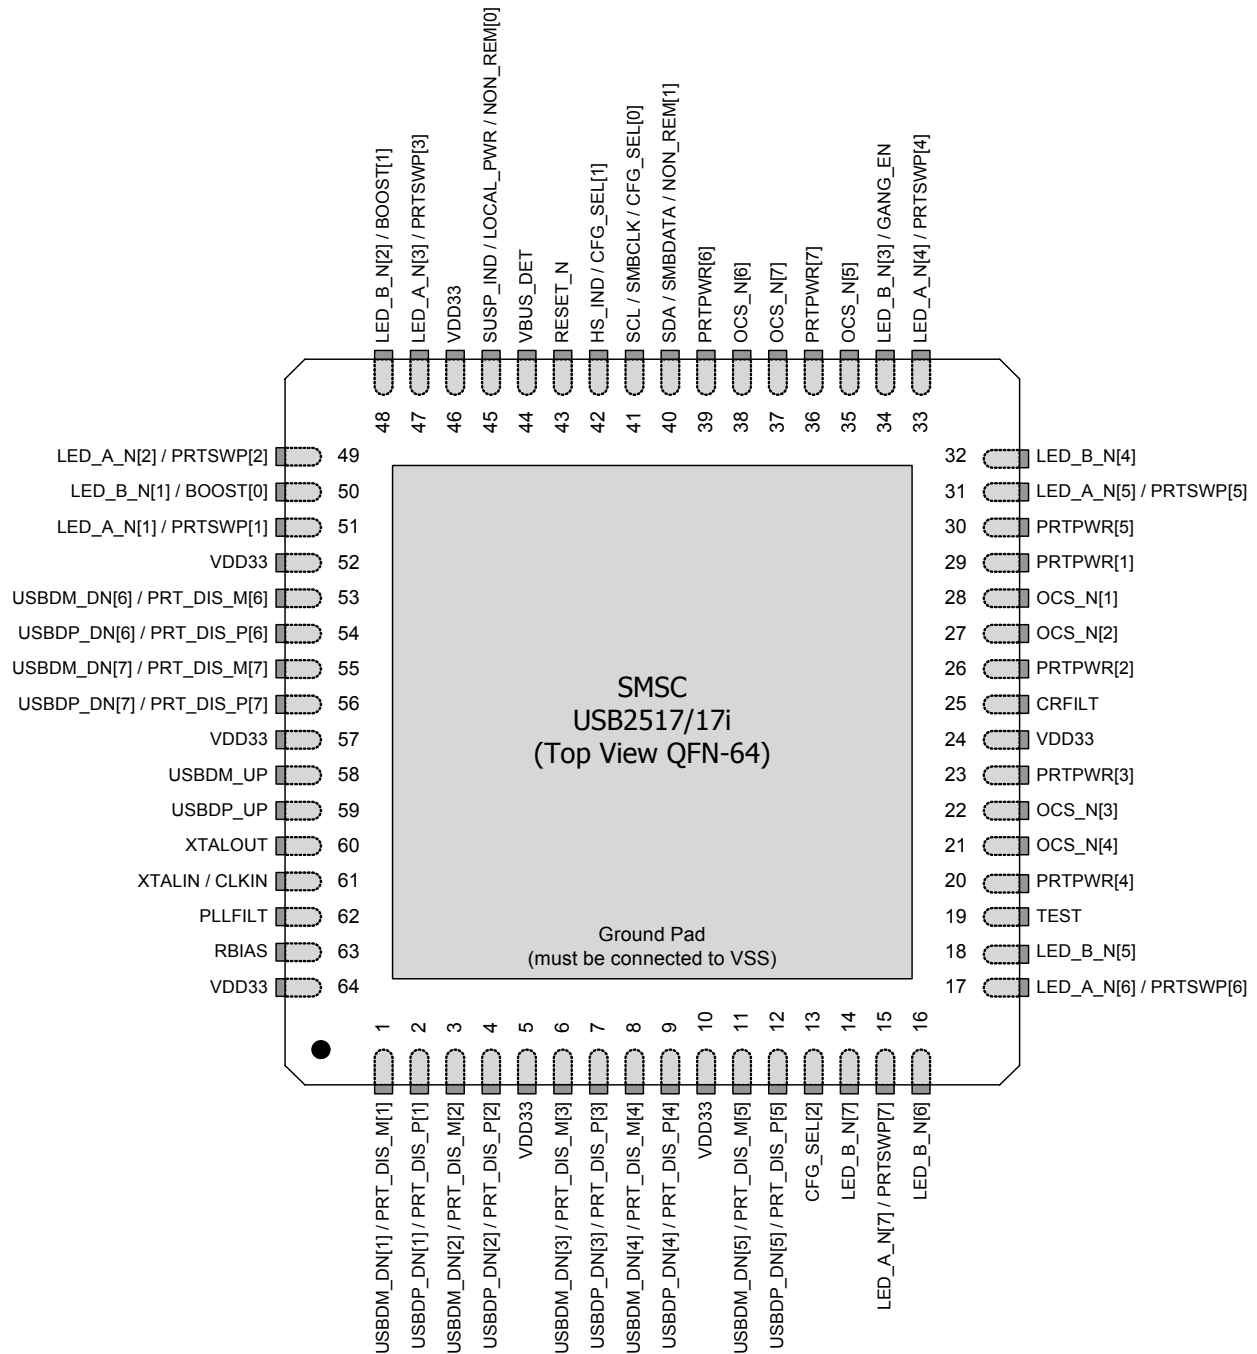 LED_B_N[2] / BOOST[1]
LED_A_N[3] / PRTSWP[3]
VDD33
SUSP_IND / LOCAL_PWR / NON_REM[0]
VBUS_DET
RESET_N
HS_IND / CFG_SEL[1]
SCL / SMBCLK / CFG_SEL[0]
SDA / SMBDATA / NON_REM[1]
PRTPWR[6]
OCS_N[6]
OCS_N[7]
PRTPWR[7]
OCS_N[5]
LED_B_N[3] / GANG_EN
LED_A_N[4] / PRTSWP[4]
48
47
46
45
44
43
42
41
40
39
38
37
36
35
34
33
LED_A_N[2] / PRTSWP[2] 49
LED_B_N[1] / BOOST[0] 50
LED_A_N[1] / PRTSWP[1] 51
VDD33 52
USBDM_DN[6] / PRT_DIS_M[6] 53
USBDP_DN[6] / PRT_DIS_P[6] 54
USBDM_DN[7] / PRT_DIS_M[7] 55
USBDP_DN[7] / PRT_DIS_P[7] 56
VDD33 57
USBDM_UP 58
USBDP_UP 59
XTALOUT 60
XTALIN / CLKIN 61
PLLFILT 62
RBIAS 63
VDD33 64
SMSC
USB2517/17i
(Top View QFN-64)
Ground Pad
(must be connected to VSS)
32 LED_B_N[4]
31 LED_A_N[5] / PRTSWP[5]
30 PRTPWR[5]
29 PRTPWR[1]
28 OCS_N[1]
27 OCS_N[2]
26 PRTPWR[2]
25 CRFILT
24 VDD33
23 PRTPWR[3]
22 OCS_N[3]
21 OCS_N[4]
20 PRTPWR[4]
19 TEST
18 LED_B_N[5]
17 LED_A_N[6] / PRTSWP[6]
1
2
3
4
5
6
7
8
9
10
11
12
13
14
15
16
USBDM_DN[1] / PRT_DIS_M[1]
USBDP_DN[1] / PRT_DIS_P[1]
USBDM_DN[2] / PRT_DIS_M[2]
USBDP_DN[2] / PRT_DIS_P[2]
VDD33
USBDM_DN[3] / PRT_DIS_M[3]
USBDP_DN[3] / PRT_DIS_P[3]
USBDM_DN[4] / PRT_DIS_M[4]
USBDP_DN[4] / PRT_DIS_P[4]
VDD33
USBDM_DN[5] / PRT_DIS_M[5]
USBDP_DN[5] / PRT_DIS_P[5]
CFG_SEL[2]
LED_B_N[7]
LED_A_N[7] / PRTSWP[7]
LED_B_N[6]